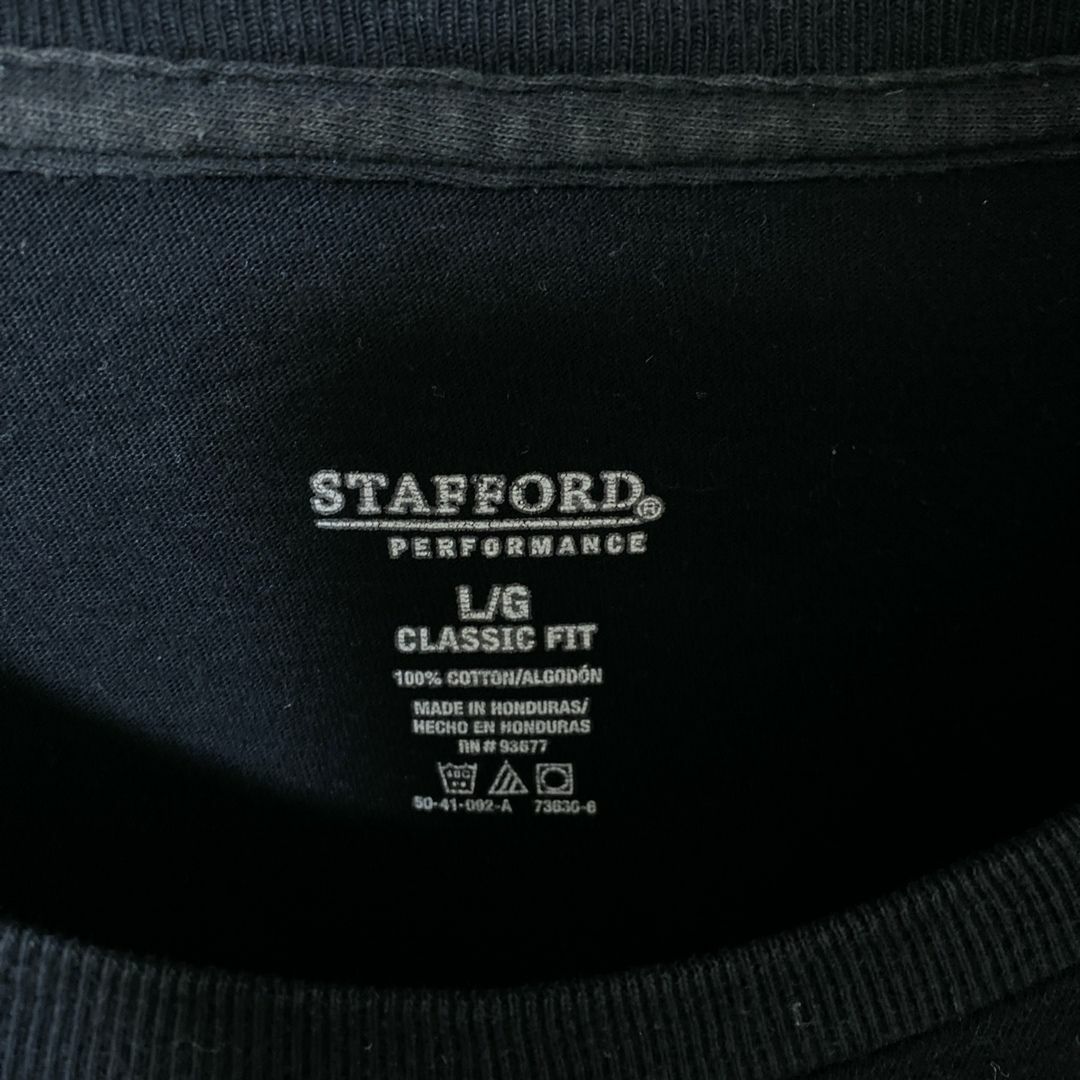 STAFFORD®
PERFORMANCE
L/G
CLASSIC FIT
100% COTTON/ALGODÓN
MADE IN HONDURAS/
HECHO EN HONDURAS
RN# 93677
50-41-092-A 73630-6